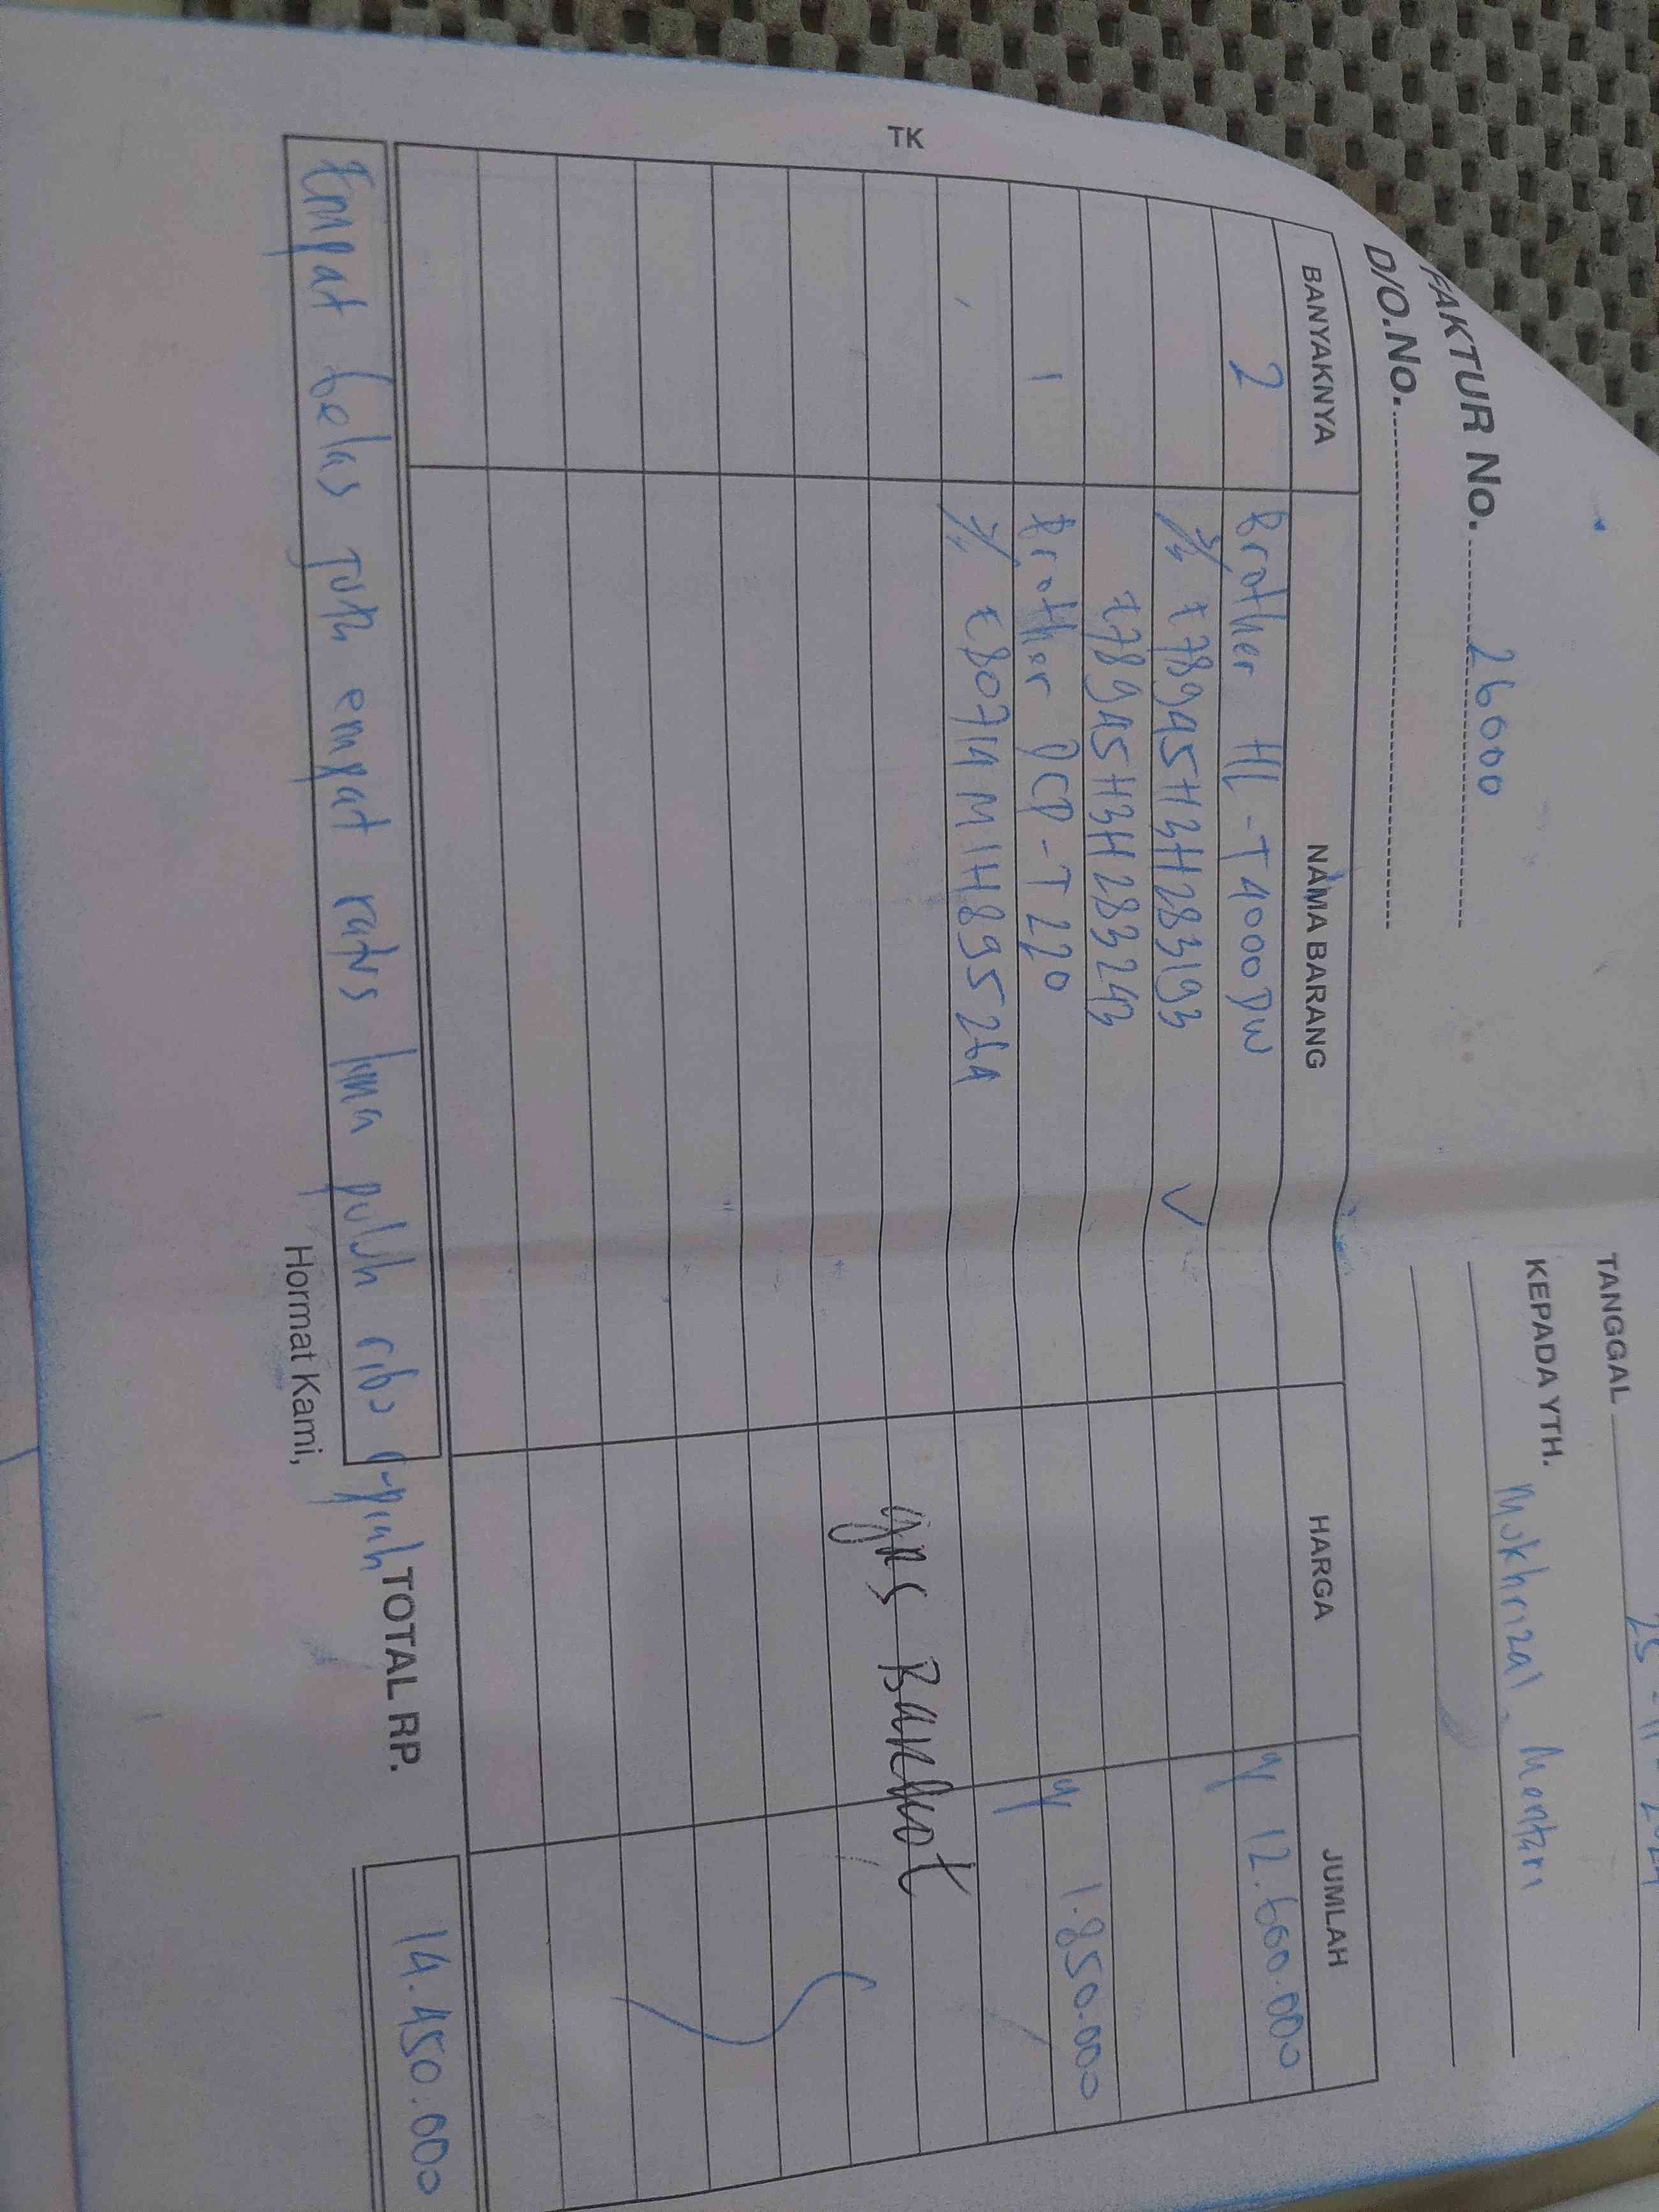 TANGGAL 25 - 11 - 2024
FAKTUR No. 26000
KEPADA YTH. Mukhrizal Mentari
D/O.No.
BANYAKNYA NAMA BARANG HARGA JUMLAH
2 Brother HL-T4000DW 12.600.000
E78945H3H283193 ✓
E78945H3H283243
1 Brother DCP-T220 1.850.000
E80714M1H895264
TK
Empat belas juta empat ratus lima puluh ribu rupiah TOTAL RP. 14.450.000
Hormat Kami,